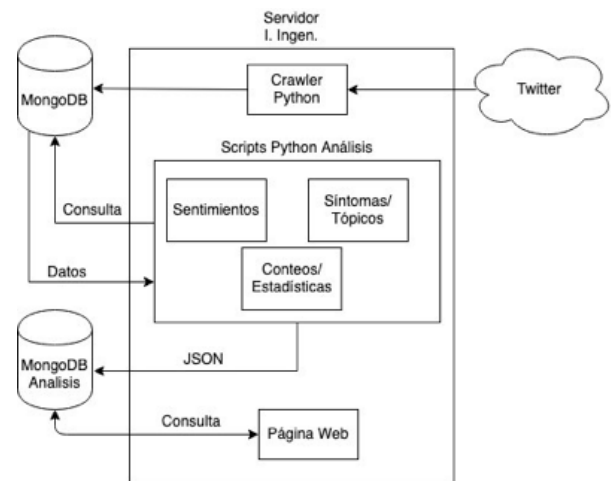 Servidor
I. Ingen.
MongoDB
Crawler
Python
Twitter
Scripts Python Análisis
Consulta
Sentimientos
Síntomas/
Tópicos
Conteos/
Estadísticas
Datos
MongoDB
Analisis
JSON
Consulta
Página Web